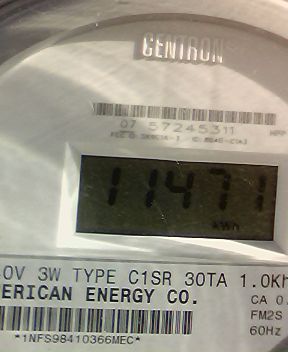 CENTRON
07 57245311
11471
kWh
0V 3W TYPE C1SR 30TA 1.0Kh
ERICAN ENERGY CO.
CA 0.
FM2S
60Hz
*1NFS98410366MEC*